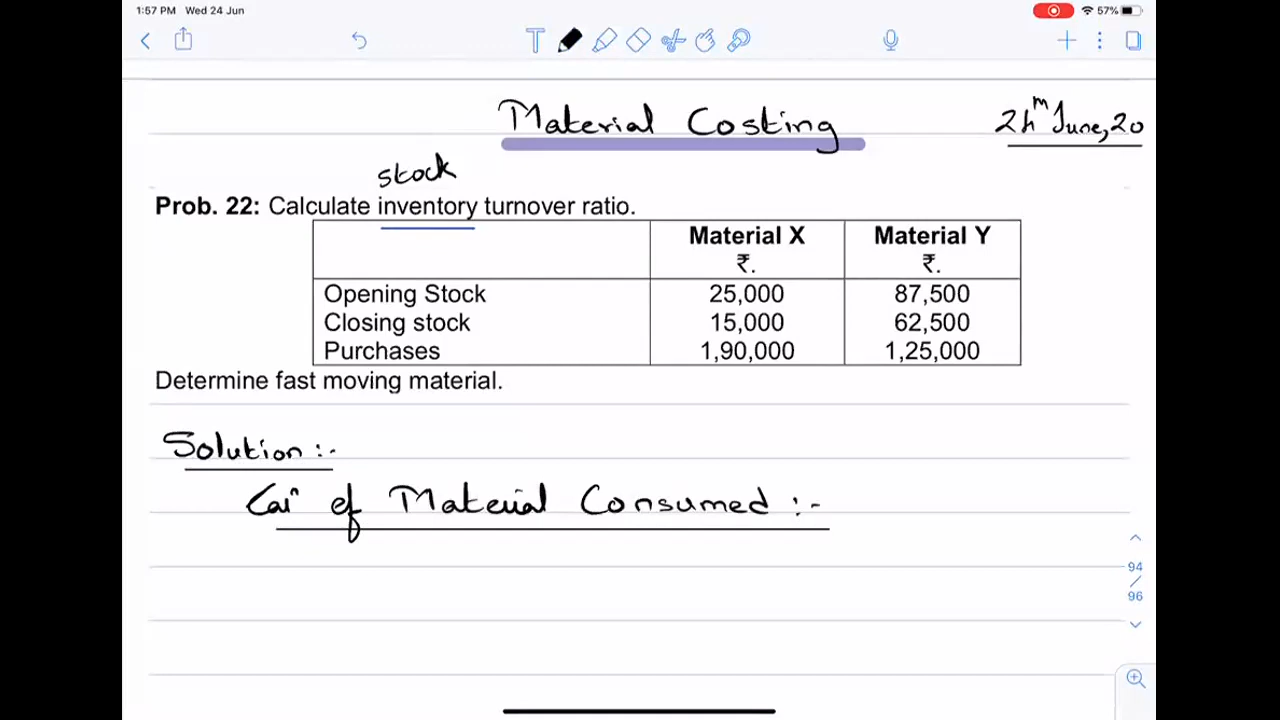 1:57 PM Wed 24 Jun
57%
T
Material Costing
24th June, 20
stock
Prob. 22: Calculate inventory turnover ratio.
Material X Material Y
₹. ₹.
Opening Stock 25,000 87,500
Closing stock 15,000 62,500
Purchases 1,90,000 1,25,000
Determine fast moving material.
Solution :-
of Material Consumed :-
94
/
96